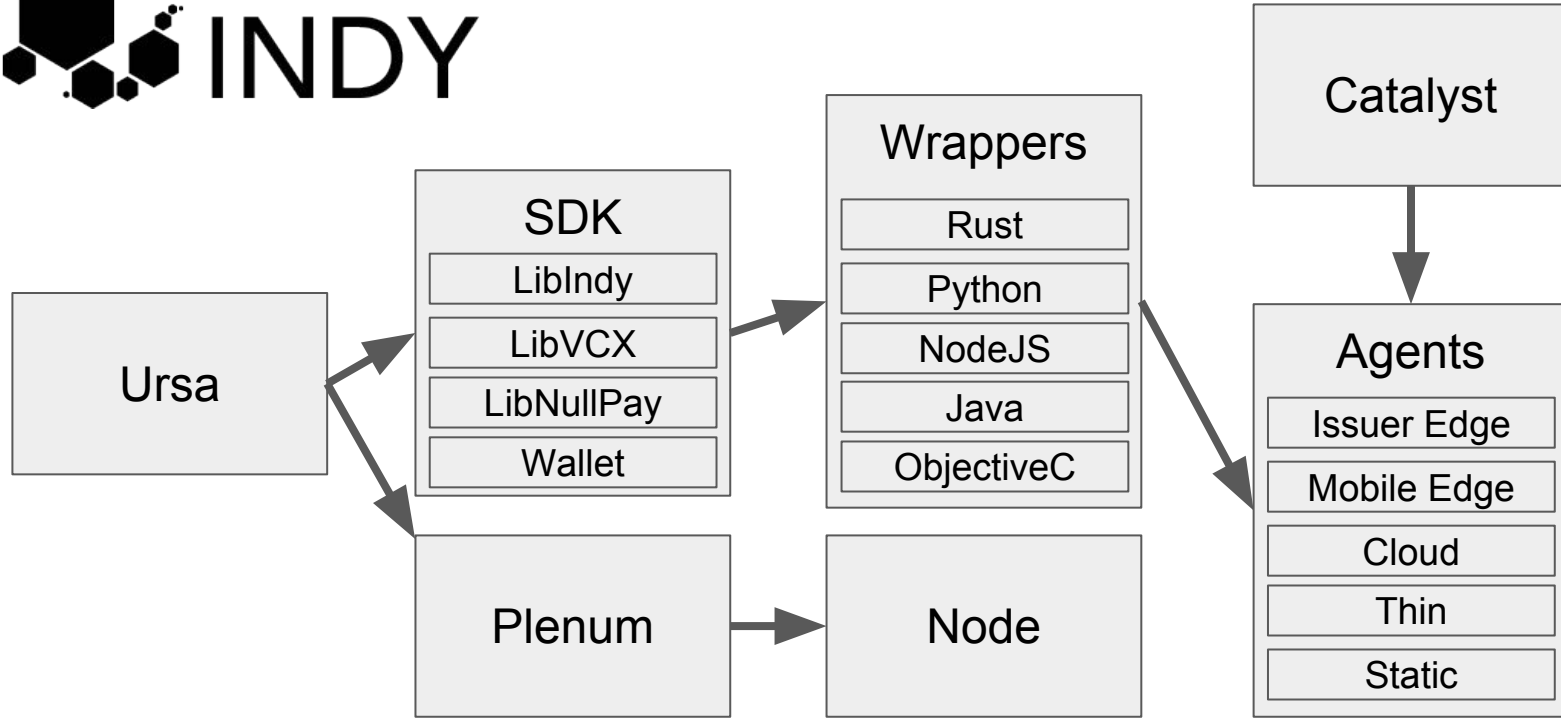 INDY
Ursa
SDK
LibIndy
LibVCX
LibNullPay
Wallet
Plenum
Wrappers
Rust
Python
NodeJS
Java
ObjectiveC
Node
Catalyst
Agents
Issuer Edge
Mobile Edge
Cloud
Thin
Static